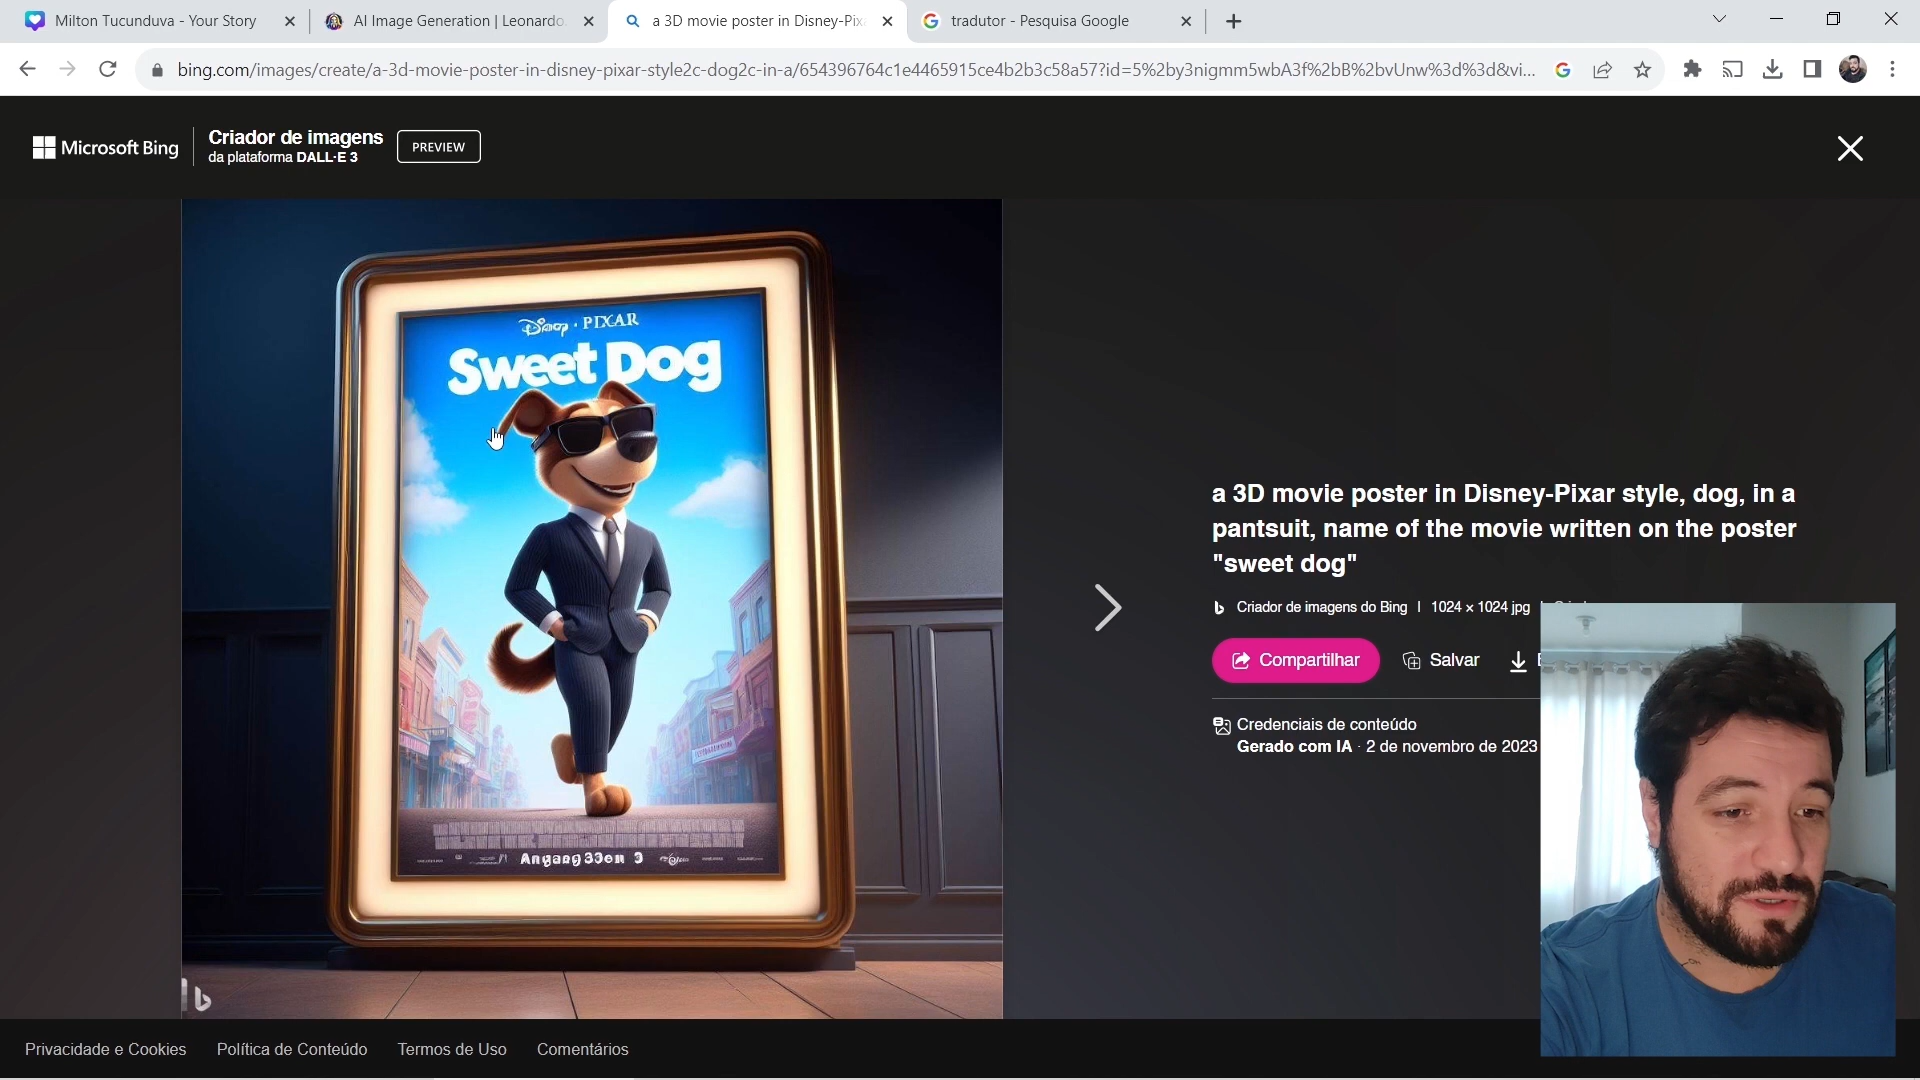 Milton Tucunduva - Your Story
AI Image Generation | Leonardo.
a 3D movie poster in Disney-Pix
tradutor - Pesquisa Google
bing.com/images/create/a-3d-movie-poster-in-disney-pixar-style2c-dog2c-in-a/654396764c1e4465915ce4b2b3c58a57?id=5%2by3nigmm5wbA3f%2bB%2bvUnw%3d%3d&vi...
Microsoft Bing
Criador de imagens
da plataforma DALL·E 3
PREVIEW
Disney · PIXAR
Sweet Dog
Angang33en 3
a 3D movie poster in Disney-Pixar style, dog, in a
pantsuit, name of the movie written on the poster
"sweet dog"
Criador de imagens do Bing | 1024 × 1024 jpg
Compartilhar
Salvar
Credenciais de conteúdo
Gerado com IA · 2 de novembro de 2023
Privacidade e Cookies
Política de Conteúdo
Termos de Uso
Comentários